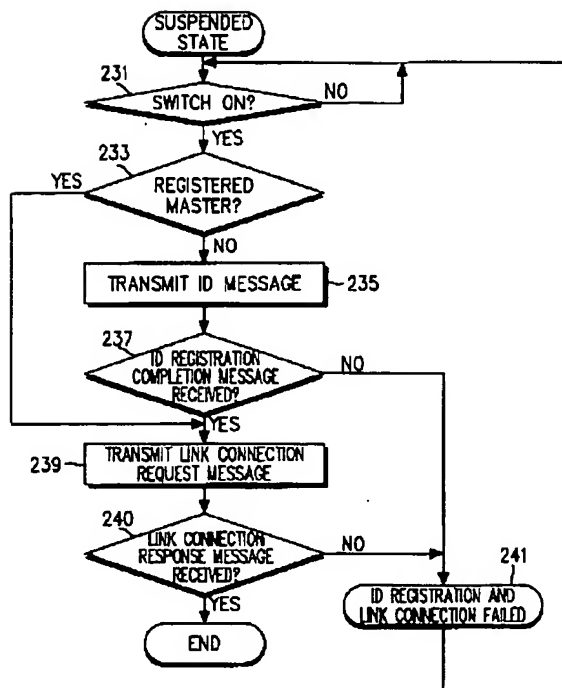 SUSPENDED
STATE
231
SWITCH ON?
NO
YES
233
YES
REGISTERED
MASTER?
NO
TRANSMIT ID MESSAGE
235
237
ID REGISTRATION
COMPLETION MESSAGE
RECEIVED?
NO
YES
239
TRANSMIT LINK CONNECTION
REQUEST MESSAGE
240
LINK CONNECTION
RESPONSE MESSAGE
RECEIVED?
NO
241
ID REGISTRATION AND
LINK CONNECTION FAILED
YES
END